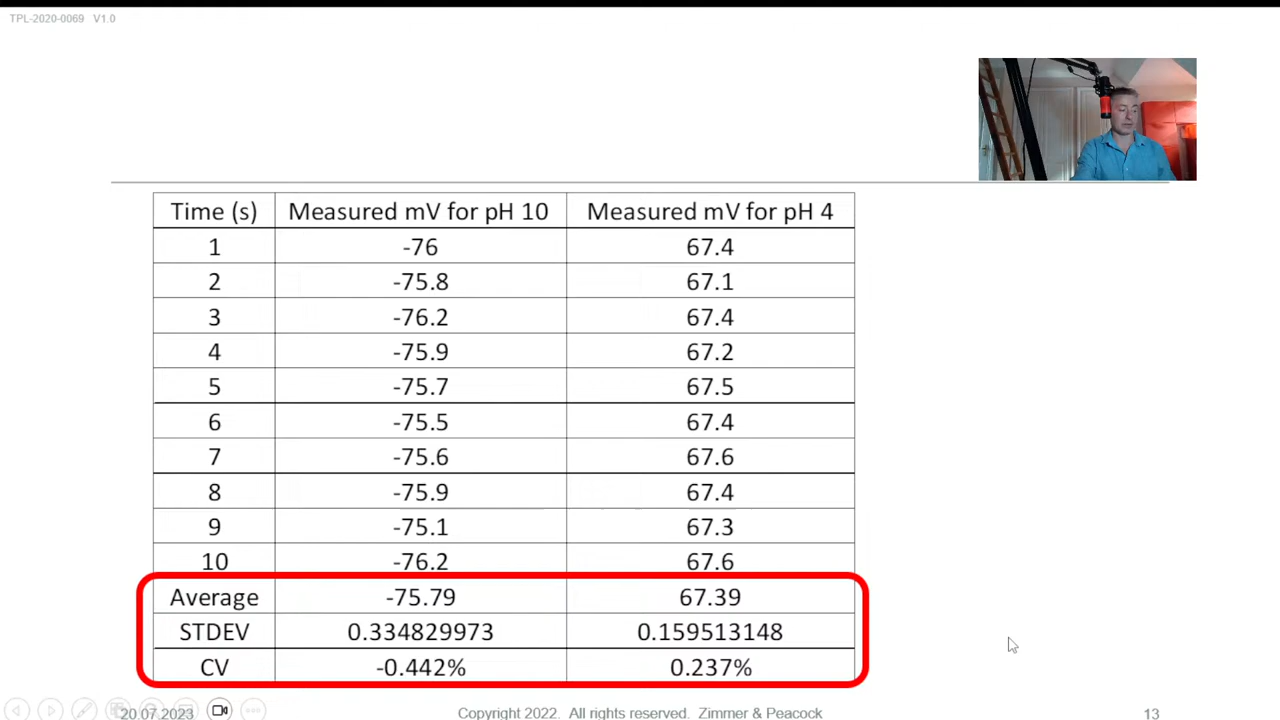 TPL-2020-0069 V1.0
Time (s) Measured mV for pH 10 Measured mV for pH 4
1 -76 67.4
2 -75.8 67.1
3 -76.2 67.4
4 -75.9 67.2
5 -75.7 67.5
6 -75.5 67.4
7 -75.6 67.6
8 -75.9 67.4
9 -75.1 67.3
10 -76.2 67.6
Average -75.79 67.39
STDEV 0.334829973 0.159513148
CV -0.442% 0.237%
20.07.2023 Copyright 2022. All rights reserved. Zimmer & Peacock 13